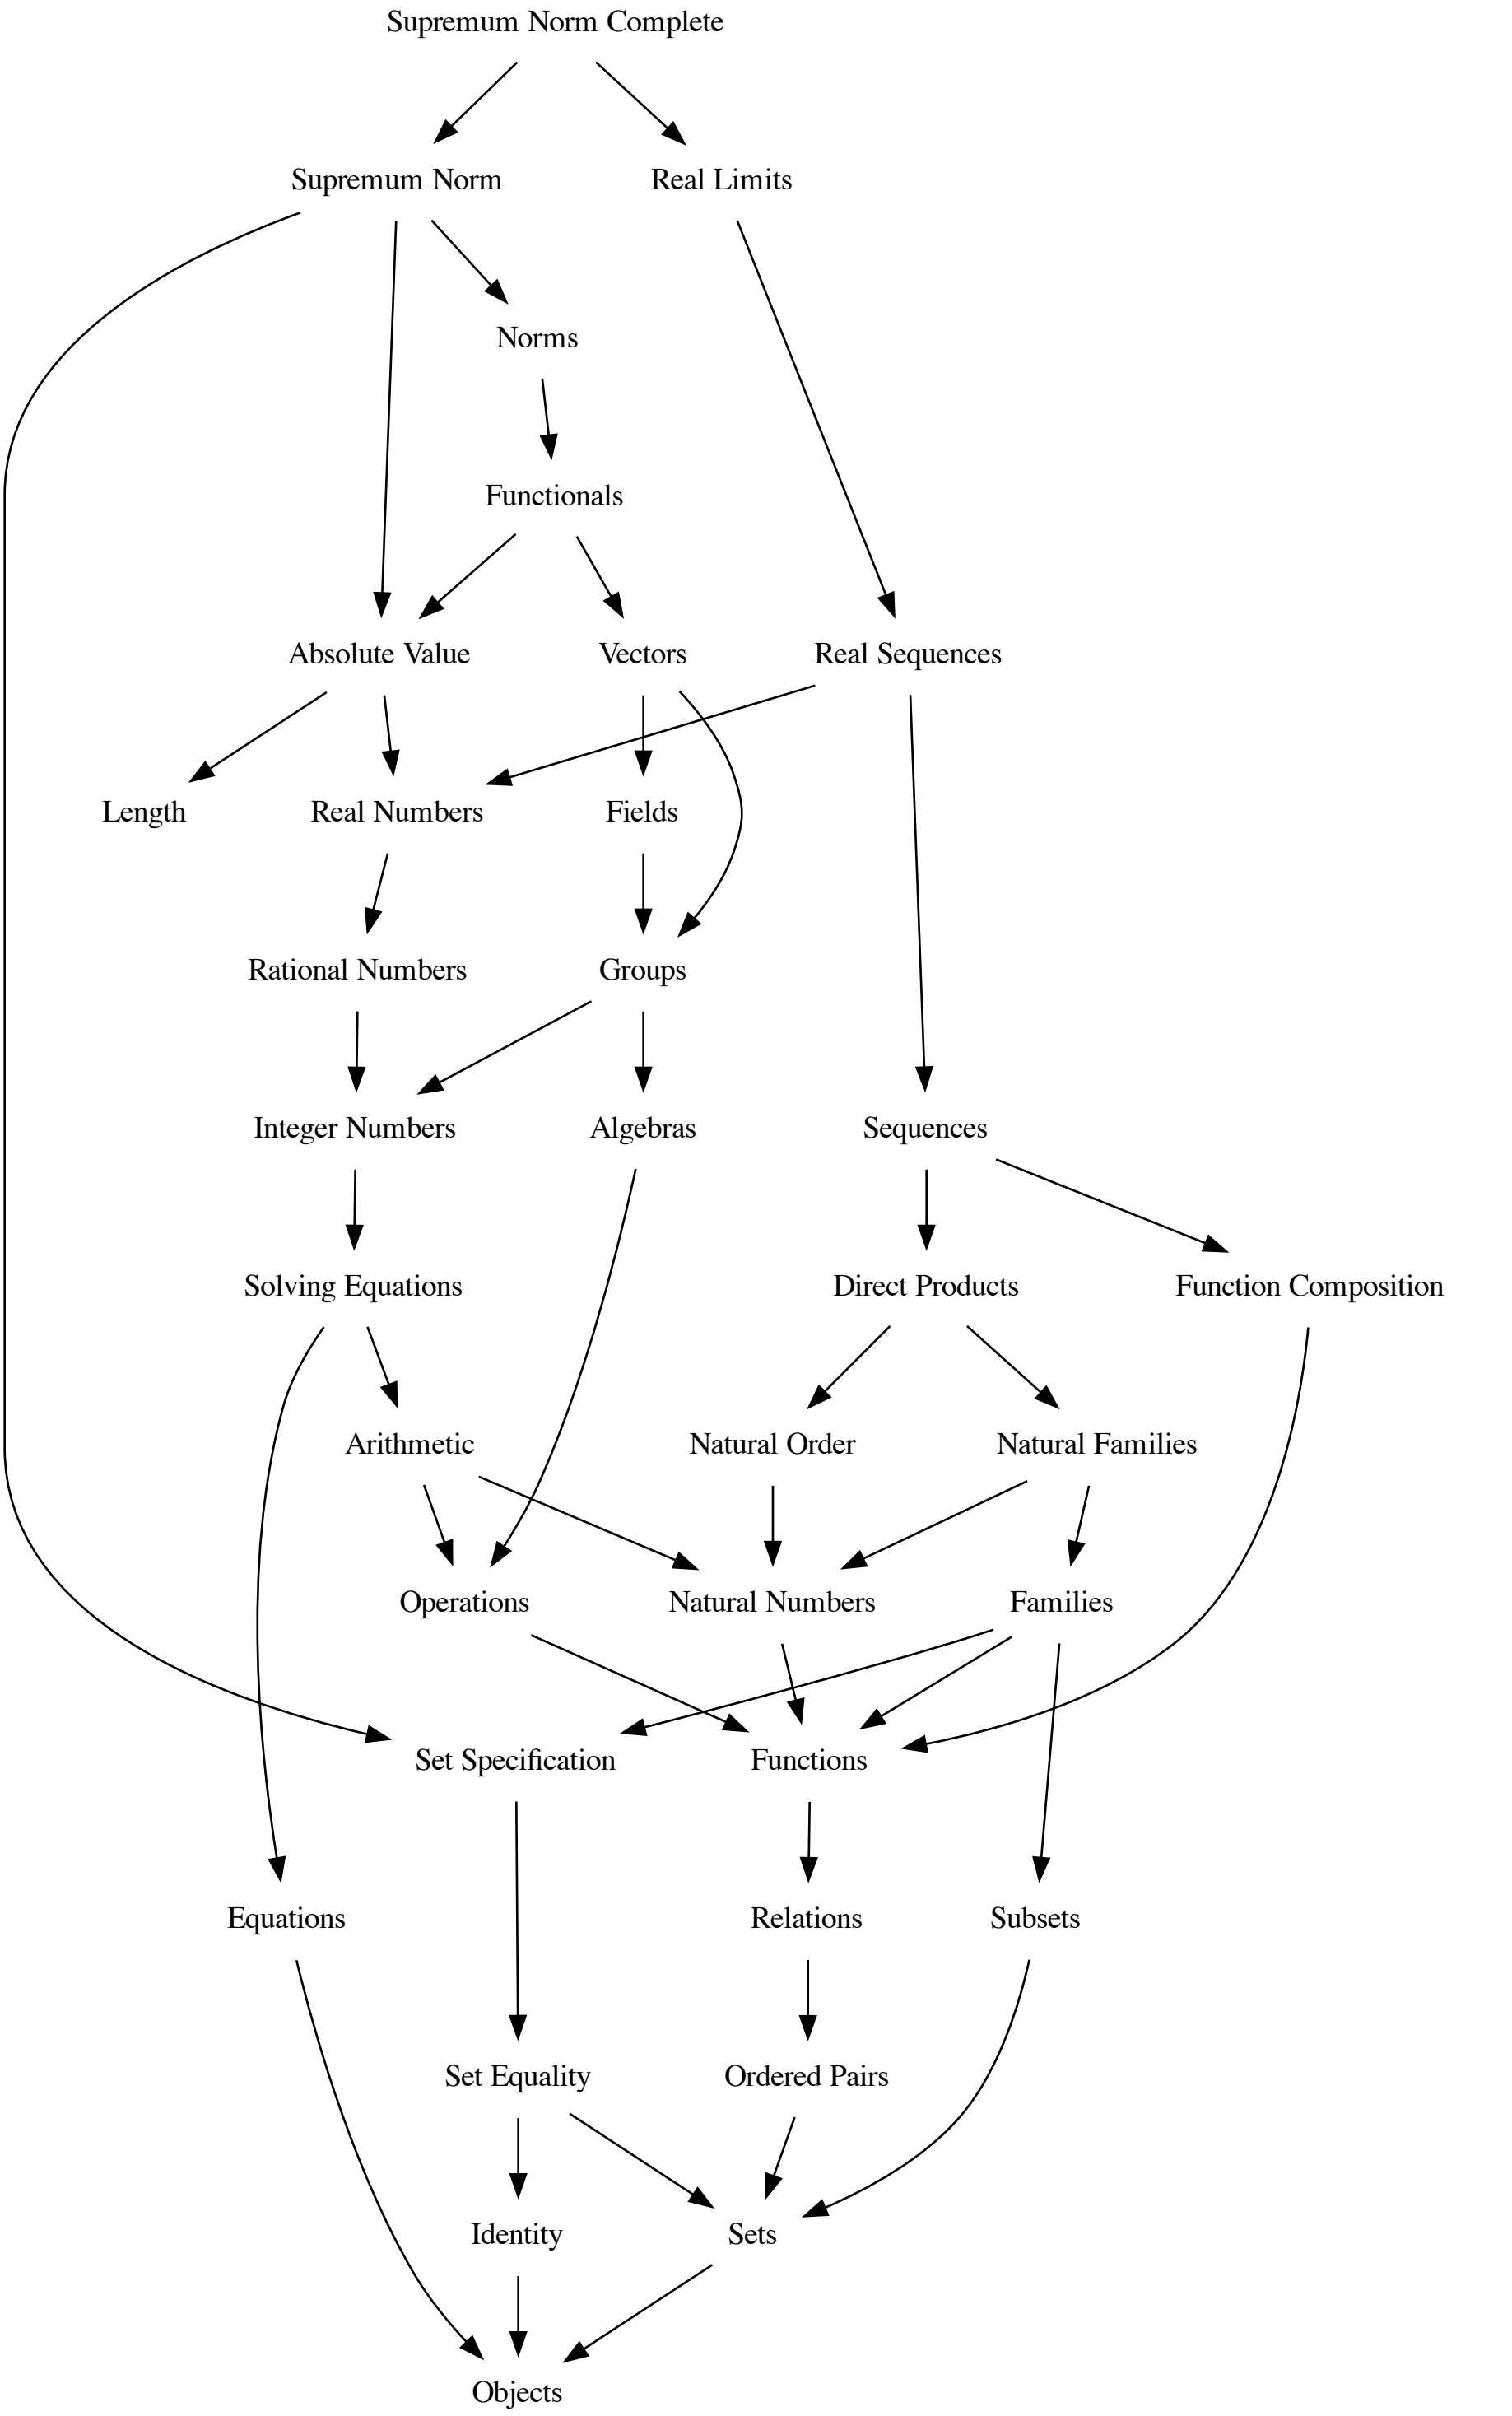 Supremum Norm Complete
Supremum Norm
Real Limits
Norms
Functionals
Absolute Value
Vectors
Real Sequences
Length
Real Numbers
Fields
Rational Numbers
Groups
Integer Numbers
Algebras
Sequences
Solving Equations
Direct Products
Function Composition
Arithmetic
Natural Order
Natural Families
Operations
Natural Numbers
Families
Set Specification
Functions
Equations
Relations
Subsets
Set Equality
Ordered Pairs
Identity
Sets
Objects